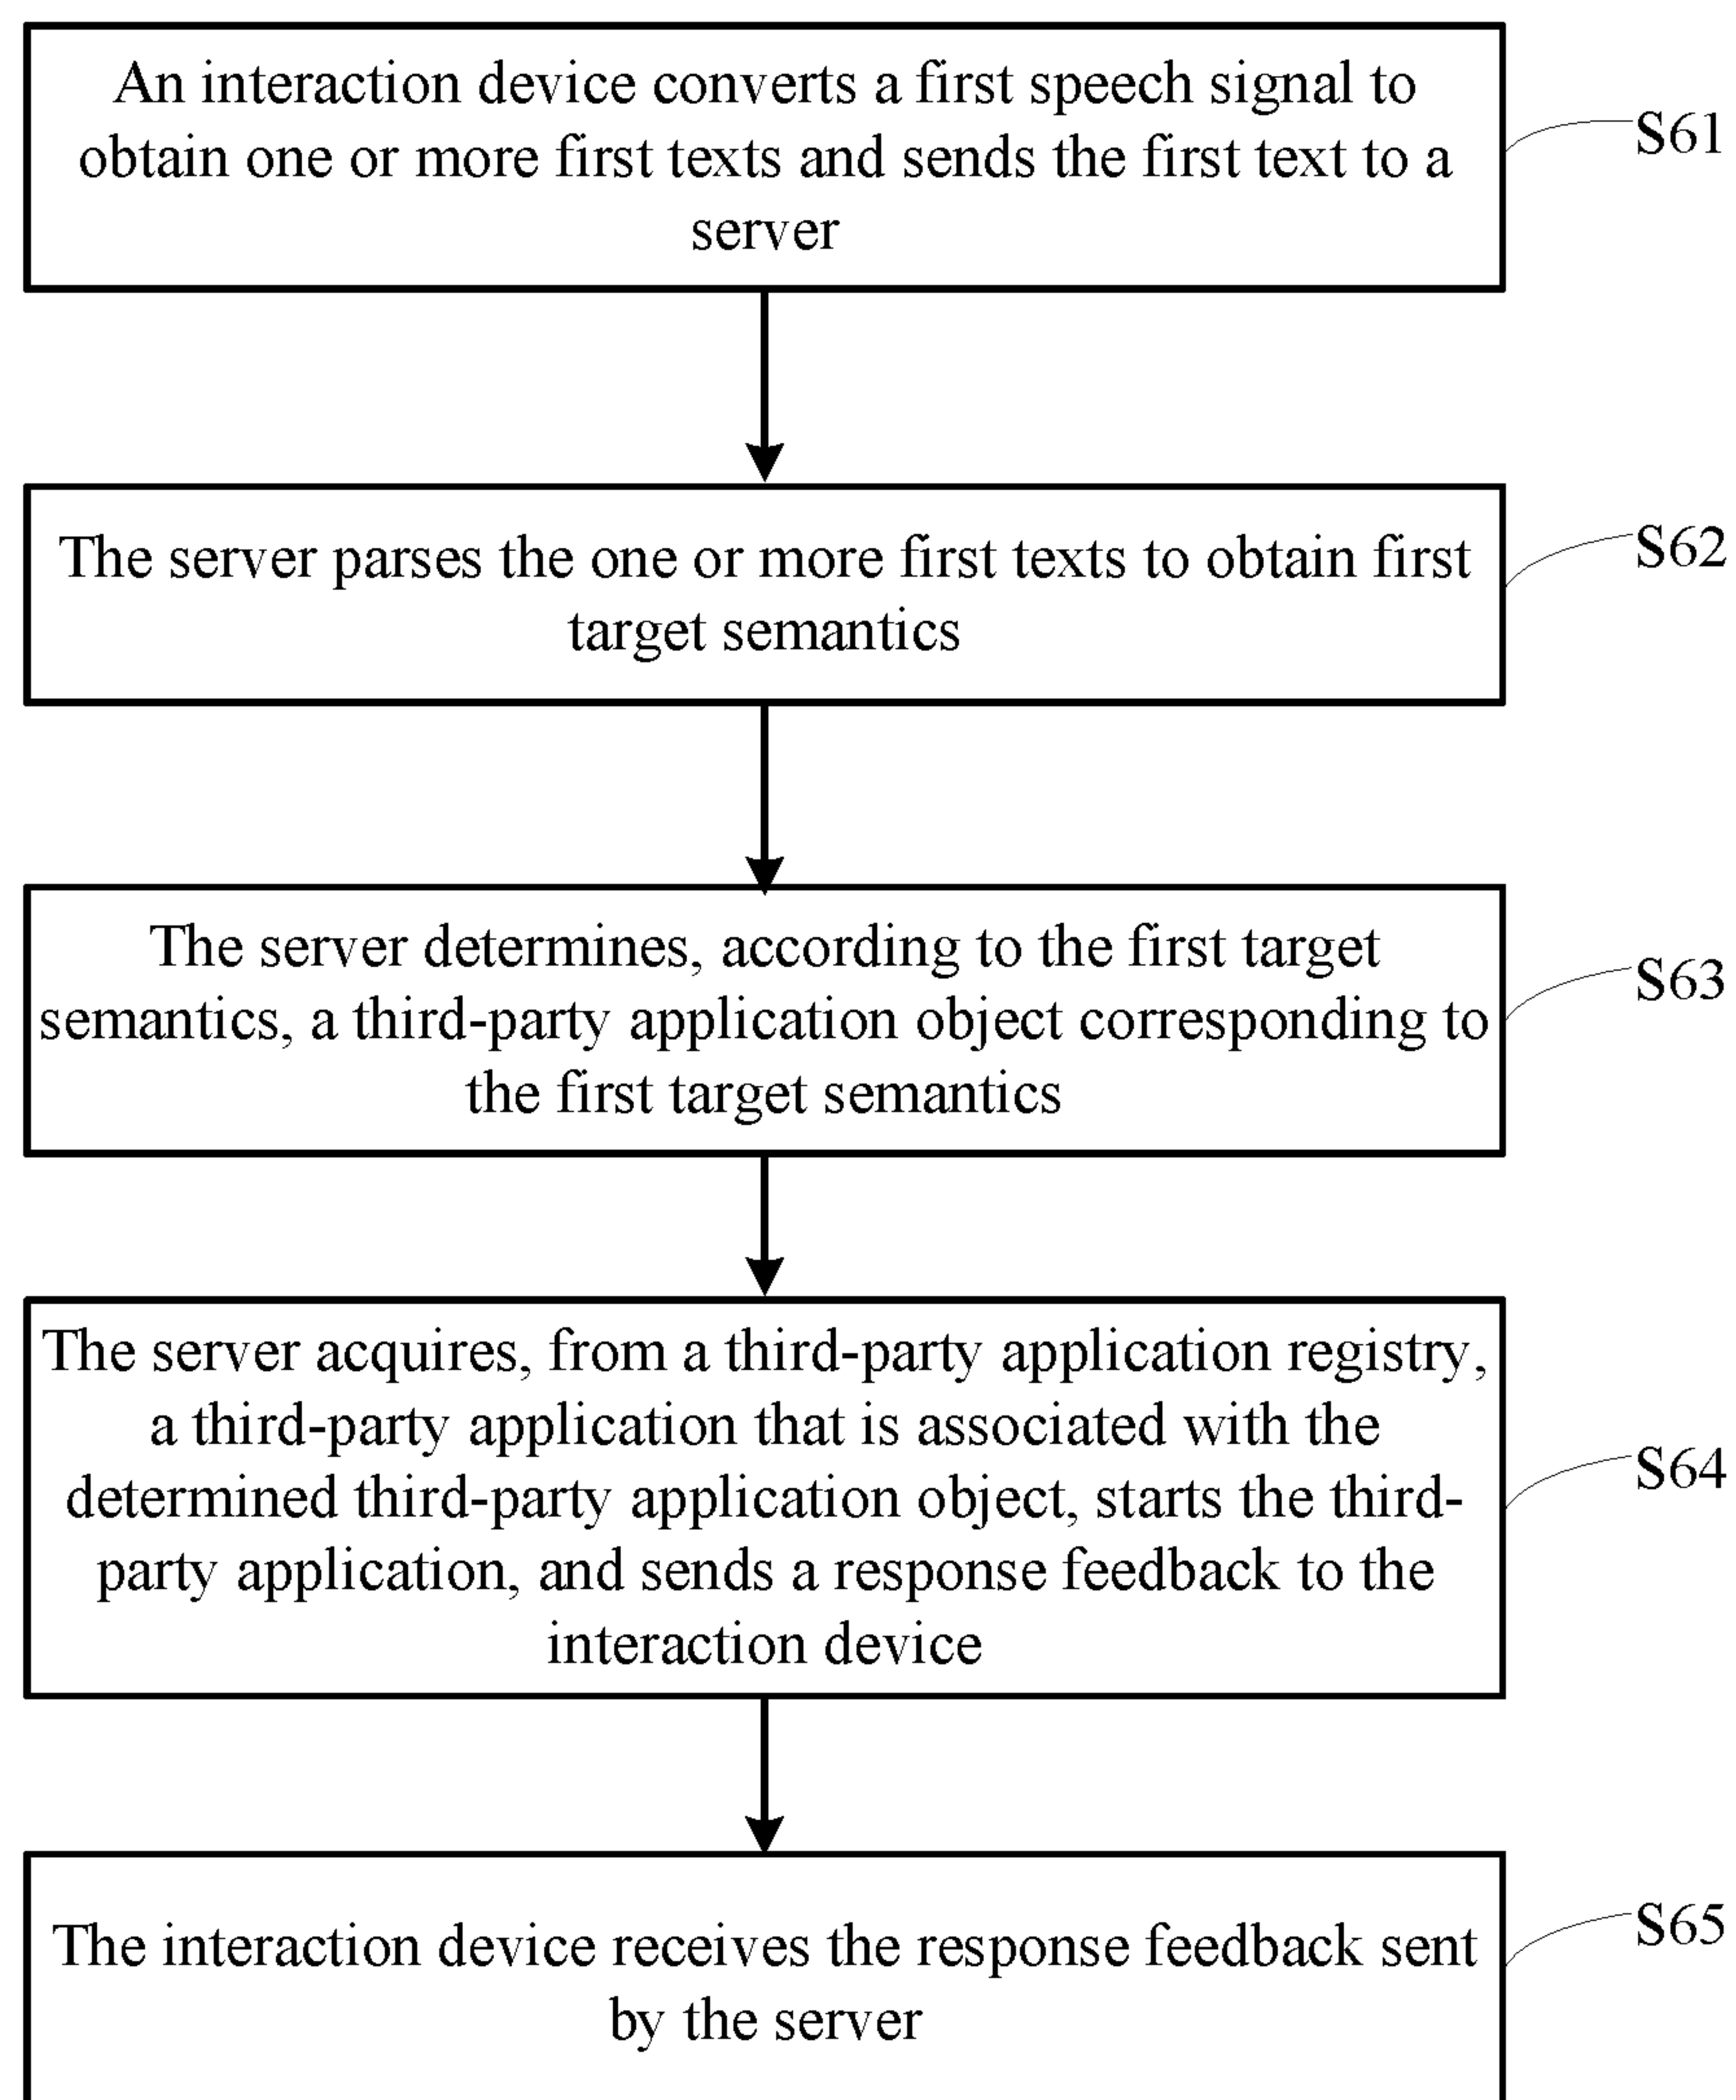 An interaction device converts a first speech signal to
obtain one or more first texts and sends the first text to a
server
S61
The server parses the one or more first texts to obtain first
target semantics
S62
The server determines, according to the first target
semantics, a third-party application object corresponding to
the first target semantics
S63
The server acquires, from a third-party application registry,
a third-party application that is associated with the
determined third-party application object, starts the third-
party application, and sends a response feedback to the
interaction device
S64
The interaction device receives the response feedback sent
by the server
S65